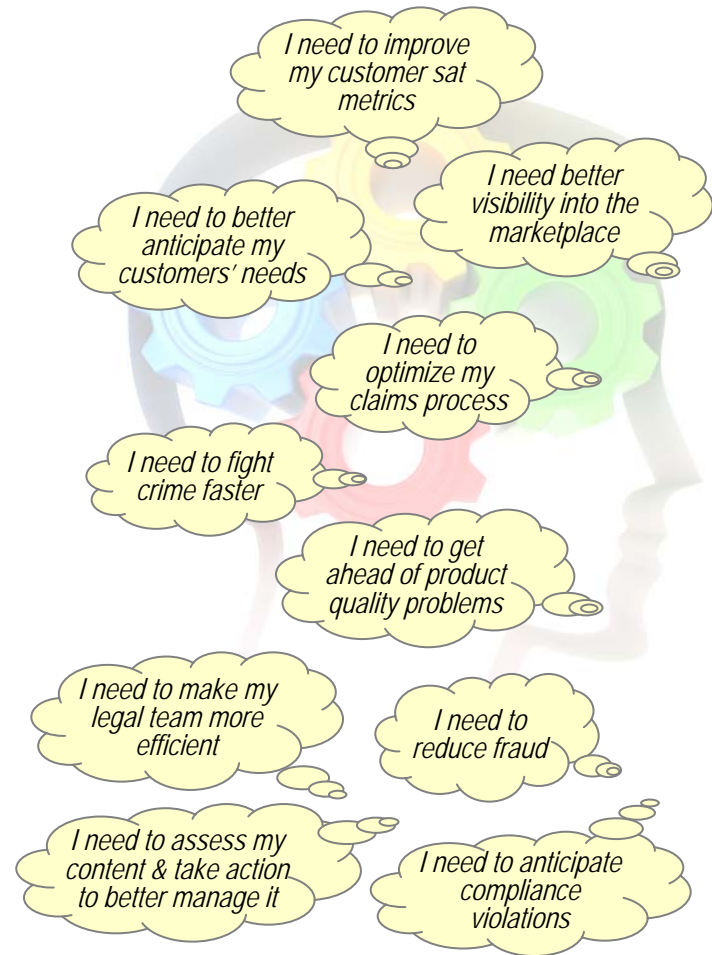 I need to improve
my customer sat
metrics
I need better
visibility into the
marketplace
I need to better
anticipate my
customers’ needs
I need to
optimize my
claims process
I need to fight
crime faster
I need to get
ahead of product
quality problems
I need to make my
legal team more
efficient
I need to
reduce fraud
I need to assess my
content & take action
to better manage it
I need to anticipate
compliance
violations